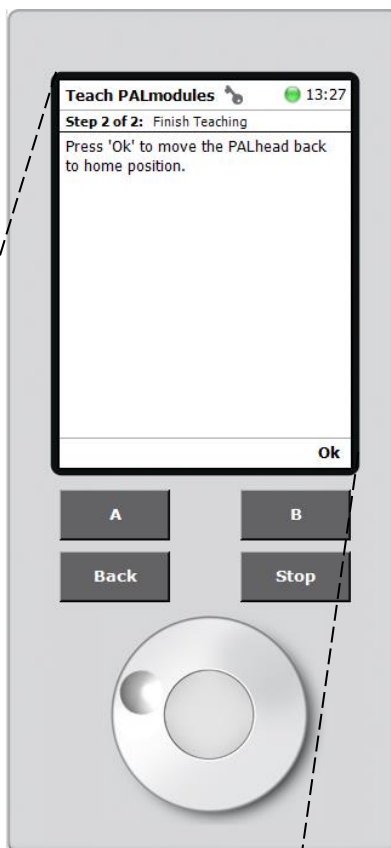 Teach PALmodules 13:27
Step 2 of 2: Finish Teaching
Press 'Ok' to move the PALhead back
to home position.
Ok
A B
Back Stop